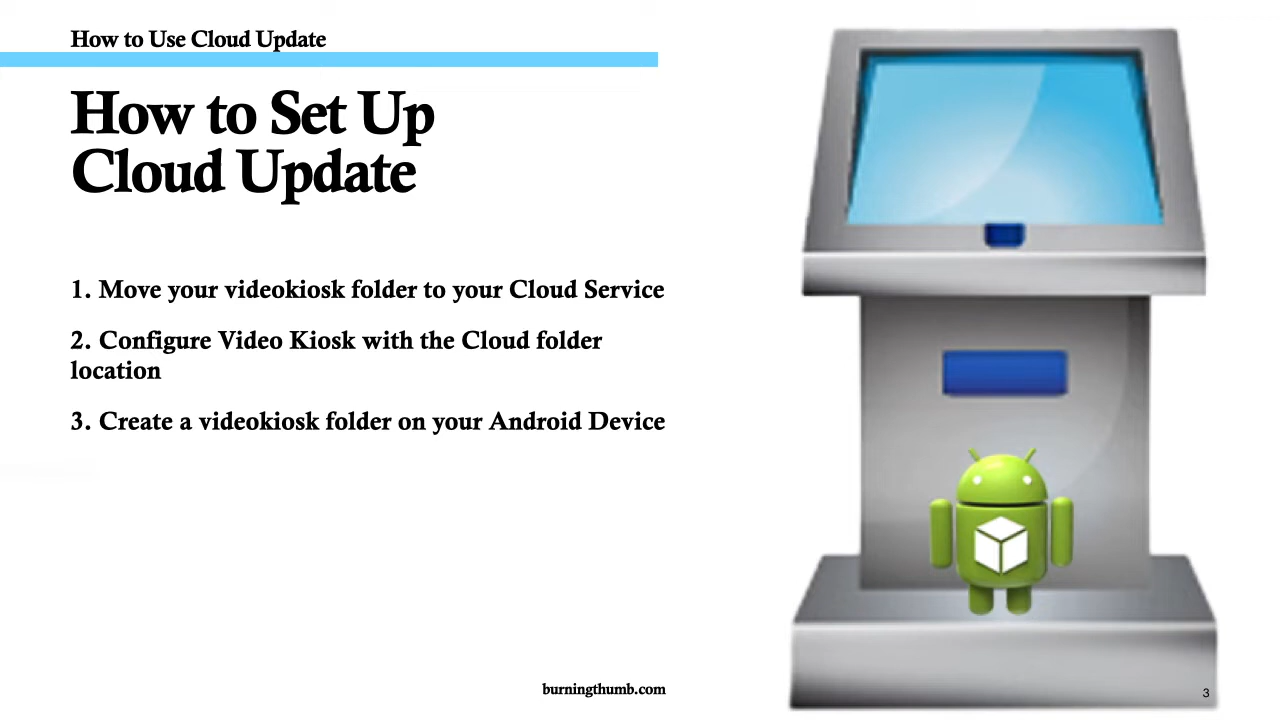 How to Use Cloud Update
How to Set Up
Cloud Update
1. Move your videokiosk folder to your Cloud Service
2. Configure Video Kiosk with the Cloud folder
location
3. Create a videokiosk folder on your Android Device
burningthumb.com
3